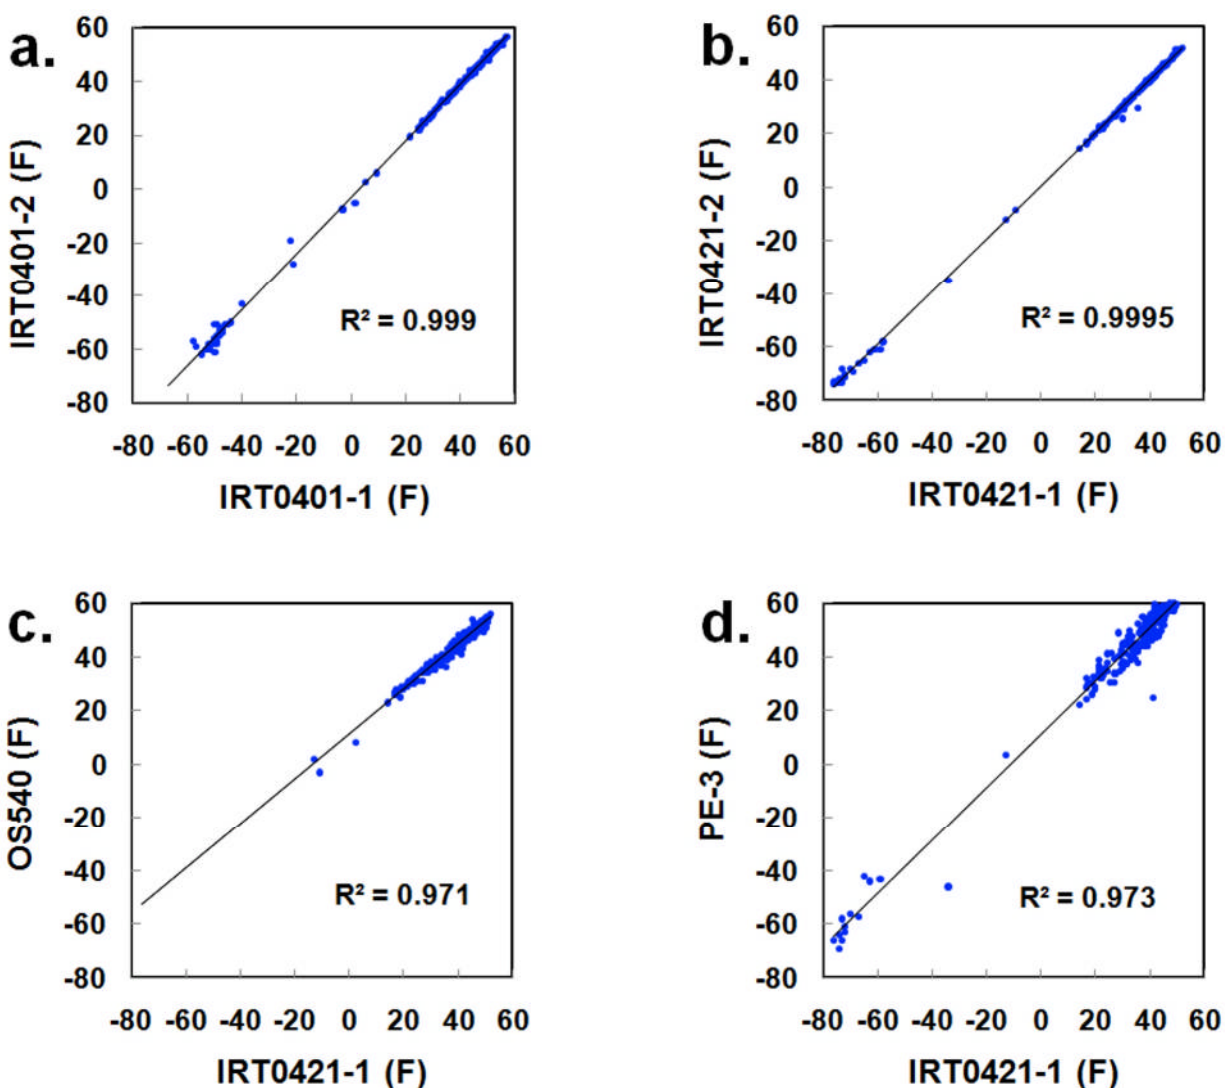 a.
60
40
20
0
-20
-40
-60
-80
IRT0401-2 (F)
R² = 0.999
-80 -60 -40 -20 0 20 40 60
IRT0401-1 (F)
b.
60
40
20
0
-20
-40
-60
-80
IRT0421-2 (F)
R² = 0.9995
-80 -60 -40 -20 0 20 40 60
IRT0421-1 (F)
c.
60
40
20
0
-20
-40
-60
-80
OS540 (F)
R² = 0.971
-80 -60 -40 -20 0 20 40 60
IRT0421-1 (F)
d.
60
40
20
0
-20
-40
-60
-80
PE-3 (F)
R² = 0.973
-80 -60 -40 -20 0 20 40 60
IRT0421-1 (F)